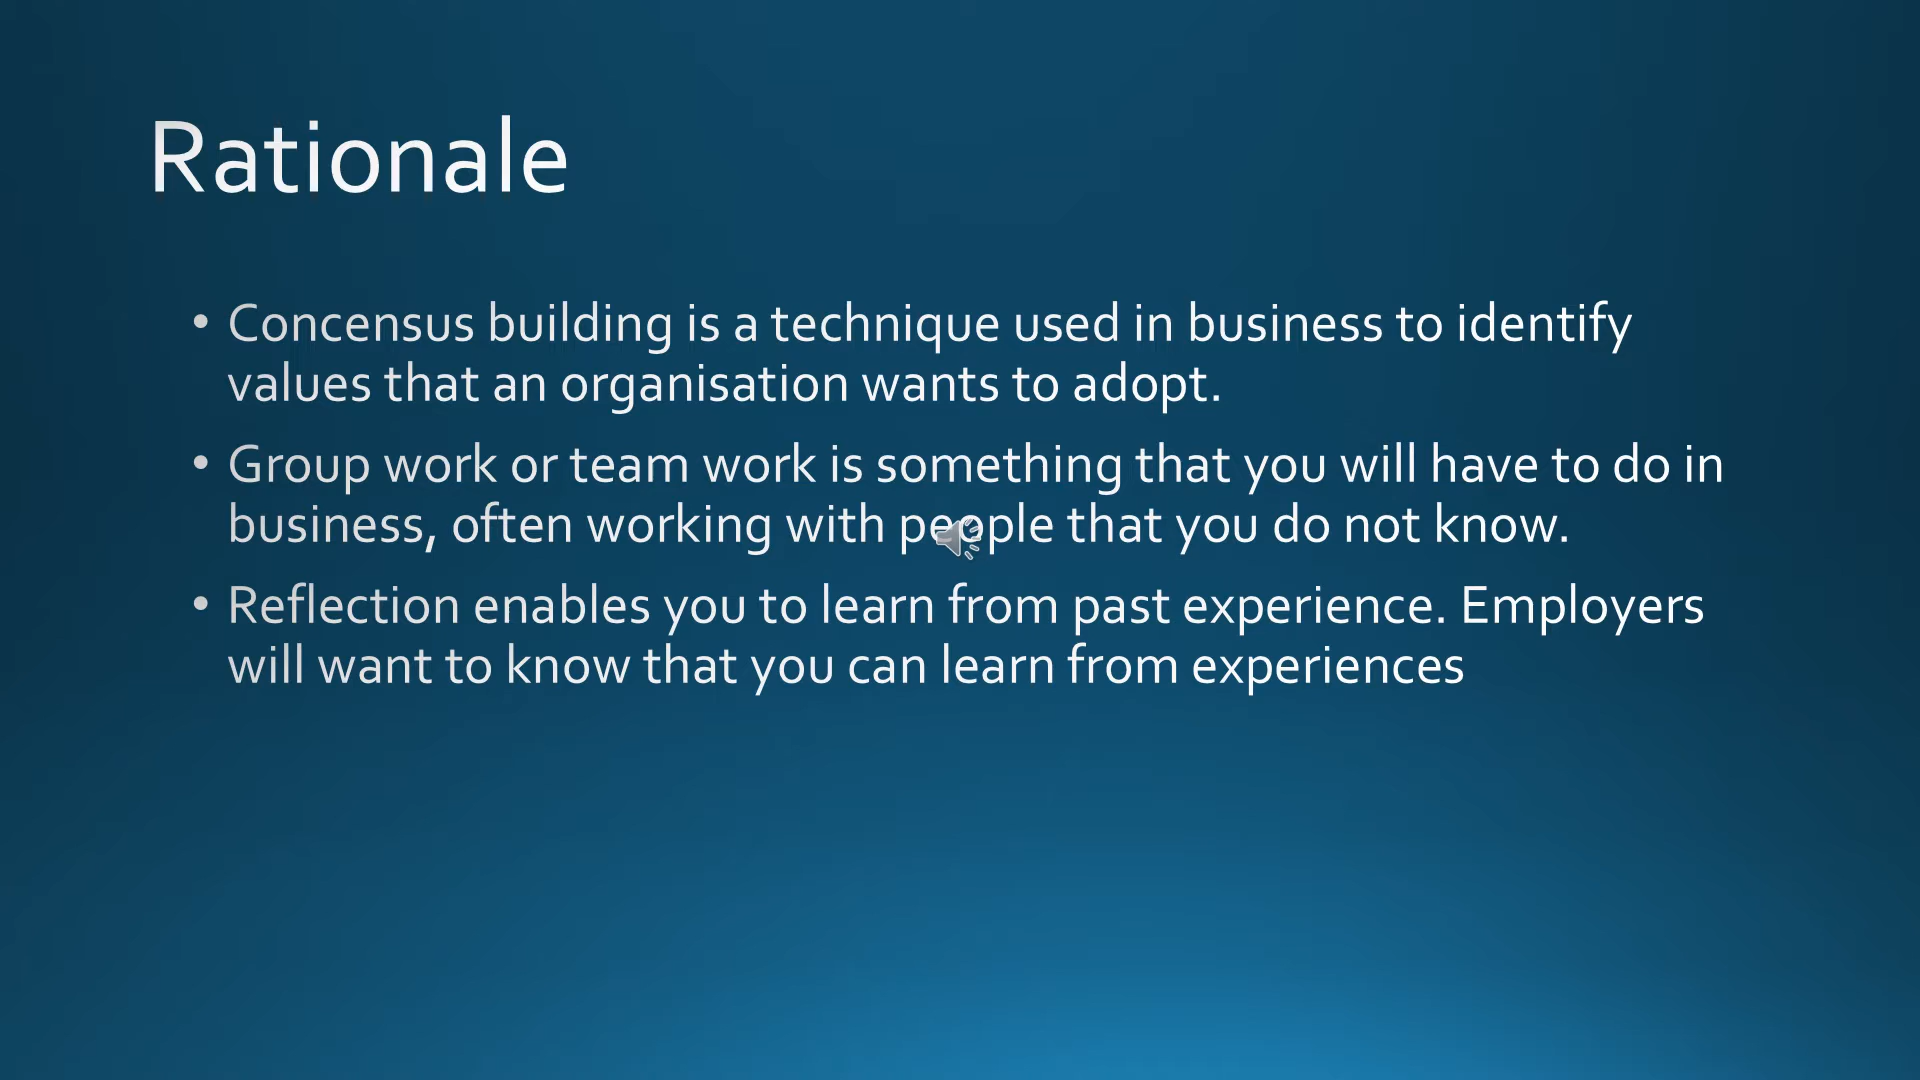 Rationale
• Concensus building is a technique used in business to identify
values that an organisation wants to adopt.
• Group work or team work is something that you will have to do in
business, often working with people that you do not know.
• Reflection enables you to learn from past experience. Employers
will want to know that you can learn from experiences